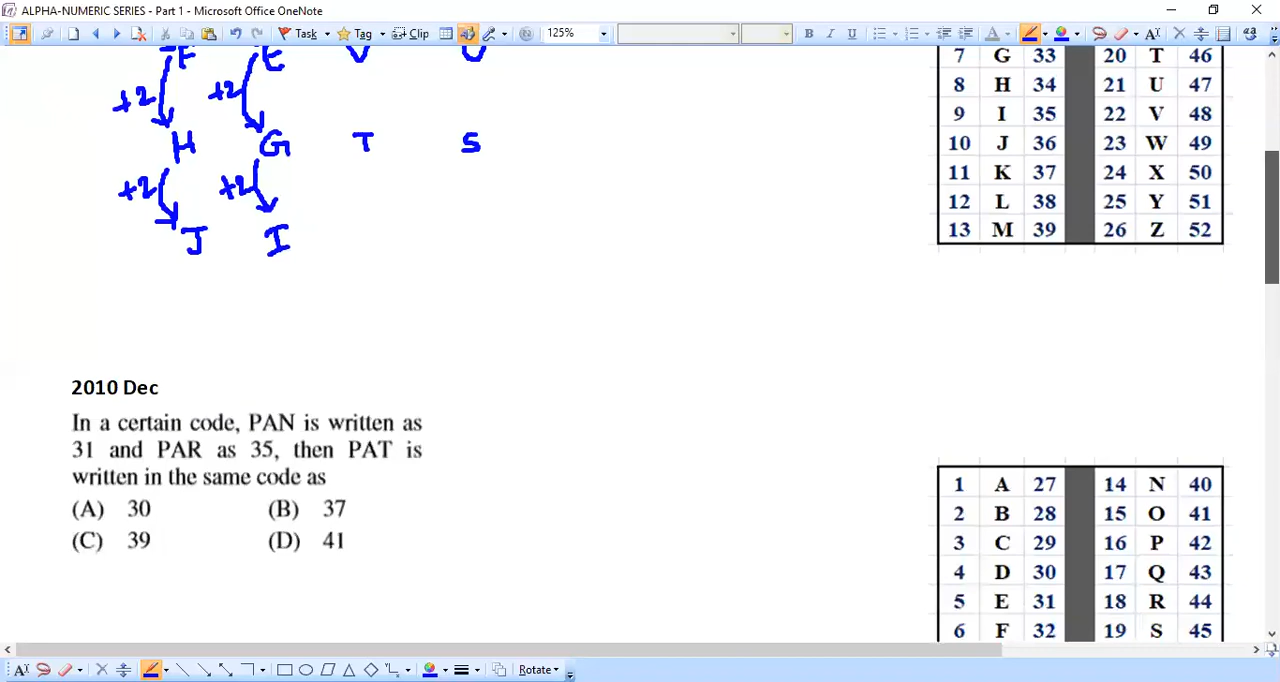 ALPHA-NUMERIC SERIES - Part 1 - Microsoft Office OneNote
Task Tag Clip 125% B I U
F E V U
+2 +2
H G T S
+2 +2
J I
7 G 33 20 T 46
8 H 34 21 U 47
9 I 35 22 V 48
10 J 36 23 W 49
11 K 37 24 X 50
12 L 38 25 Y 51
13 M 39 26 Z 52
2010 Dec
In a certain code, PAN is written as
31 and PAR as 35, then PAT is
written in the same code as
(A) 30 (B) 37
(C) 39 (D) 41
1 A 27 14 N 40
2 B 28 15 O 41
3 C 29 16 P 42
4 D 30 17 Q 43
5 E 31 18 R 44
6 F 32 19 S 45
Rotate